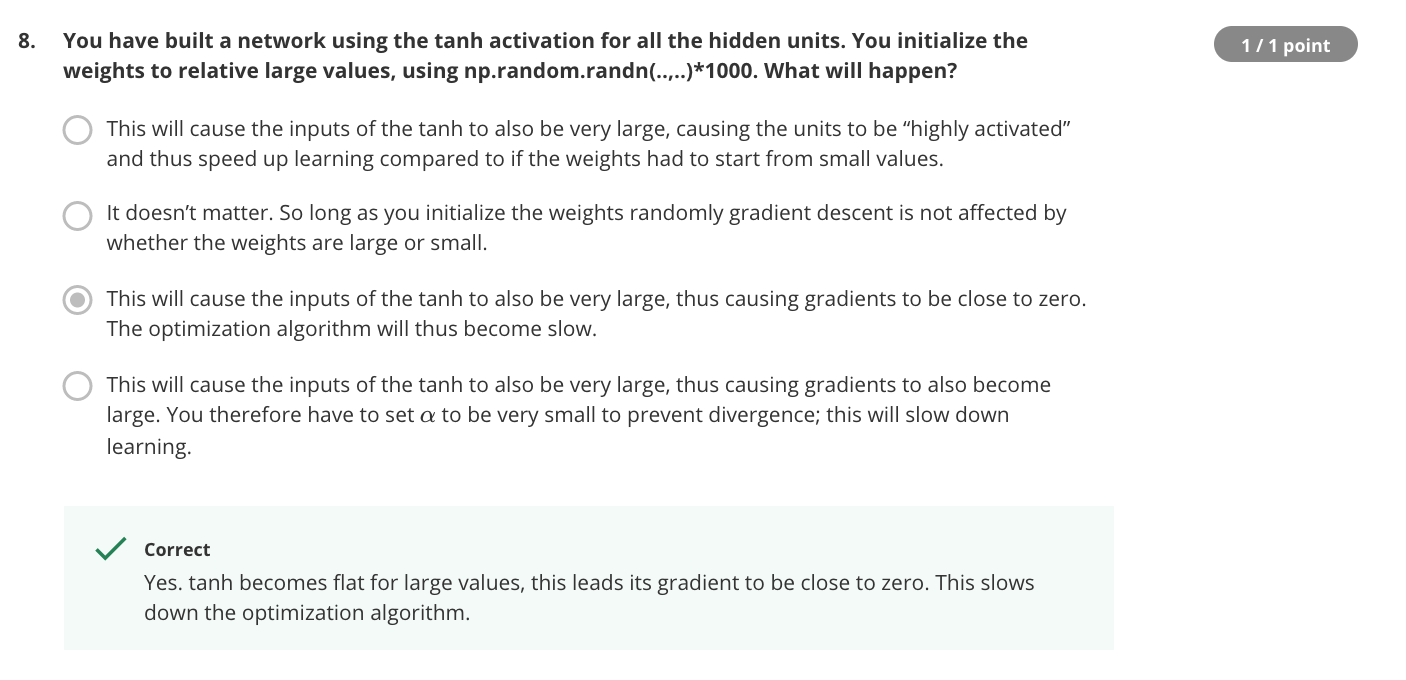 8. You have built a network using the tanh activation for all the hidden units. You initialize the
1 / 1 point
weights to relative large values, using np.random.randn(..,..)*1000. What will happen?
This will cause the inputs of the tanh to also be very large, causing the units to be “highly activated”
and thus speed up learning compared to if the weights had to start from small values.
It doesn’t matter. So long as you initialize the weights randomly gradient descent is not affected by
whether the weights are large or small.
This will cause the inputs of the tanh to also be very large, thus causing gradients to be close to zero.
The optimization algorithm will thus become slow.
This will cause the inputs of the tanh to also be very large, thus causing gradients to also become
large. You therefore have to set α to be very small to prevent divergence; this will slow down
learning.
Correct
Yes. tanh becomes flat for large values, this leads its gradient to be close to zero. This slows
down the optimization algorithm.